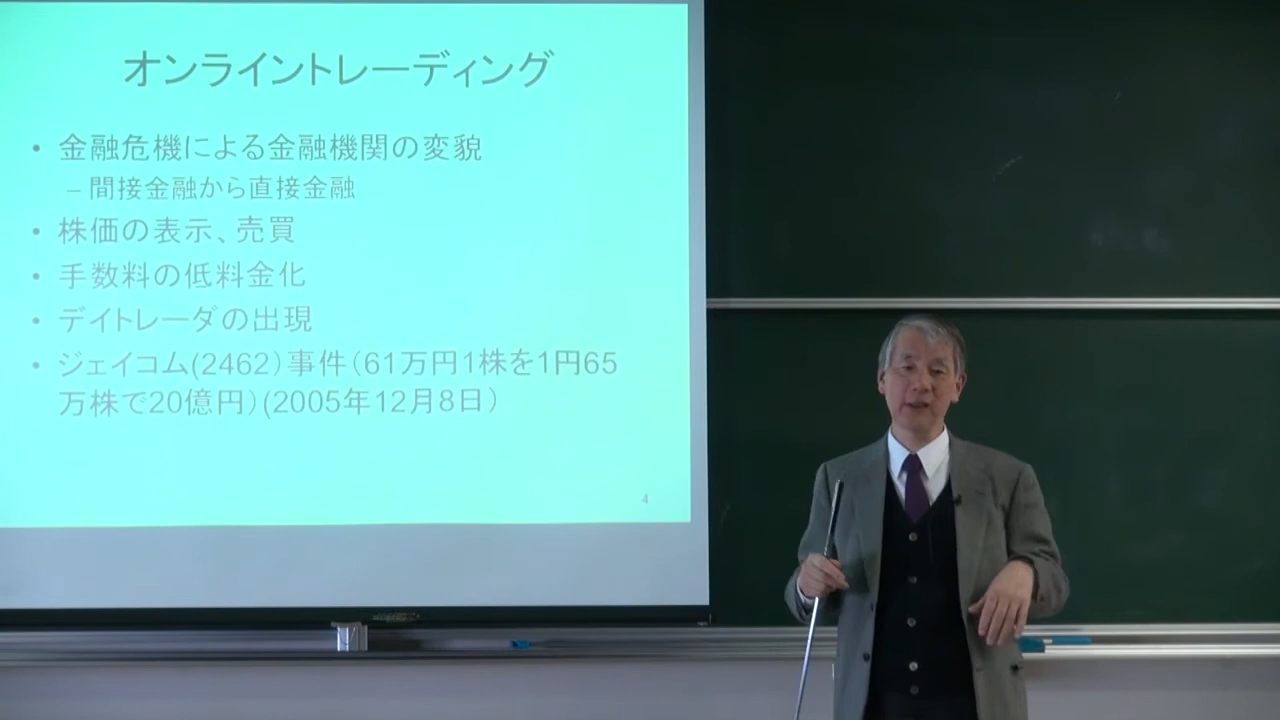 オンライントレーディング
• 金融危機による金融機関の変貌
– 間接金融から直接金融
• 株価の表示、売買
• 手数料の低料金化
• デイトレーダの出現
• ジェイコム(2462)事件(61万円1株を1円65
万株で20億円)(2005年12月8日)
4